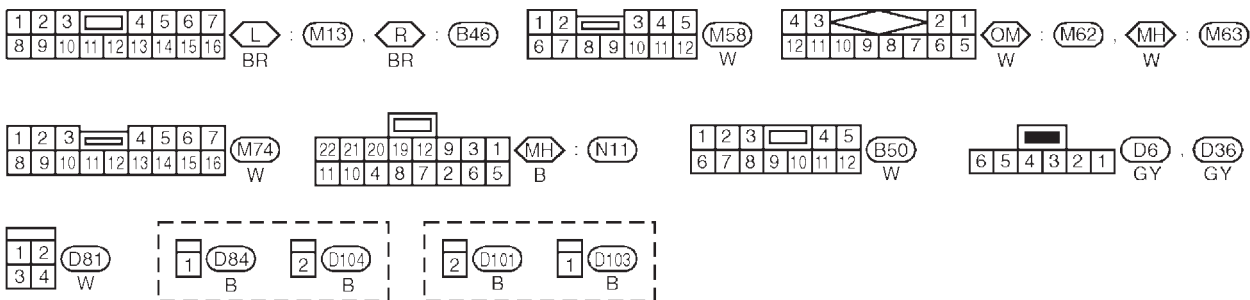 1 2 3 4 5 6 7
8 9 10 11 12 13 14 15 16
L : M13 , R : B46
BR BR
1 2 3 4 5
6 7 8 9 10 11 12
M58
W
4 3 2 1
12 11 10 9 8 7 6 5
OM : M62 , MH : M63
W W
1 2 3 4 5 6 7
8 9 10 11 12 13 14 15 16
M74
W
22 21 20 19 12 9 3 1
11 10 4 8 7 2 6 5
MH : N11
B
1 2 3 4 5
6 7 8 9 10 11 12
B50
W
6 5 4 3 2 1
D6 , D36
GY GY
1 2
3 4
D81
W
1 D84
B
2 D104
B
2 D101
B
1 D103
B